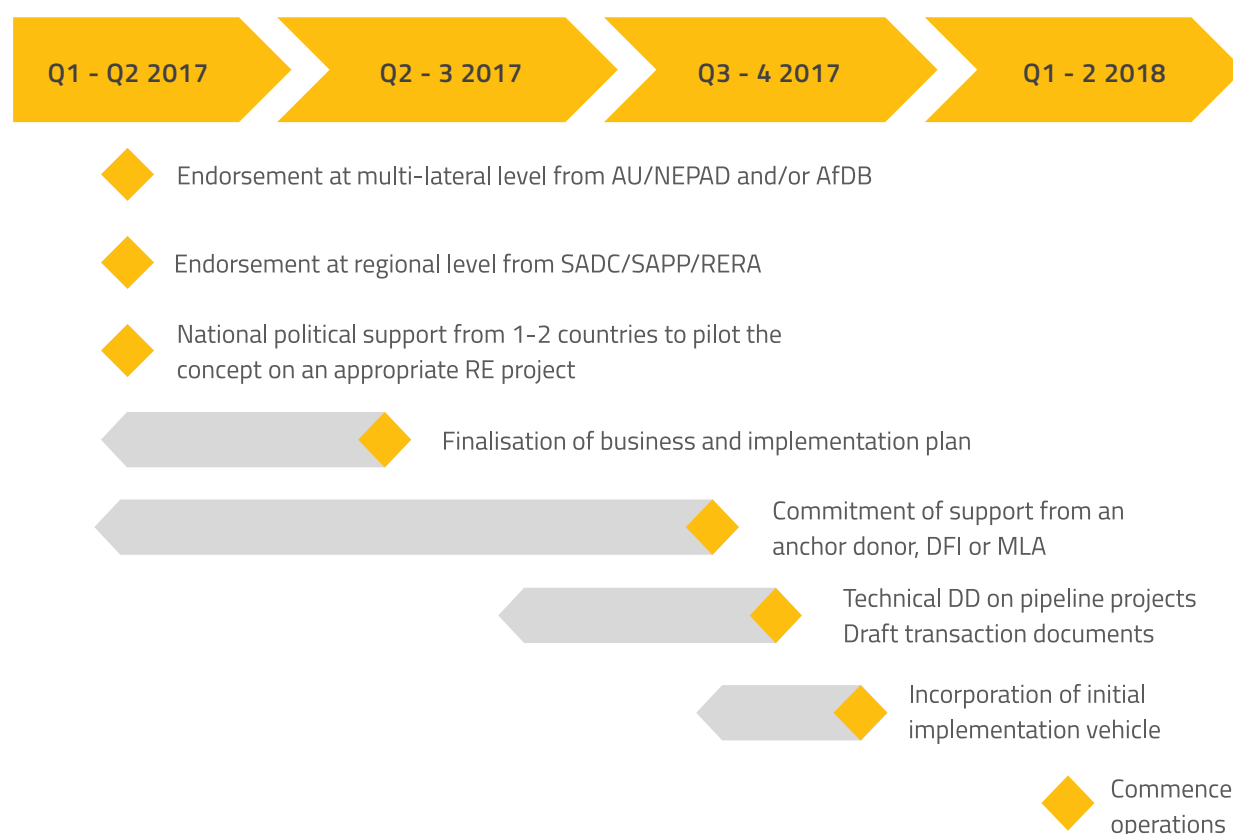 Q1 - Q2 2017
Q2 - 3 2017
Q3 - 4 2017
Q1 - 2 2018
Endorsement at multi-lateral level from AU/NEPAD and/or AfDB
Endorsement at regional level from SADC/SAPP/RERA
National political support from 1-2 countries to pilot the
concept on an appropriate RE project
Finalisation of business and implementation plan
Commitment of support from an
anchor donor, DFI or MLA
Technical DD on pipeline projects
Draft transaction documents
Incorporation of initial
implementation vehicle
Commence
operations